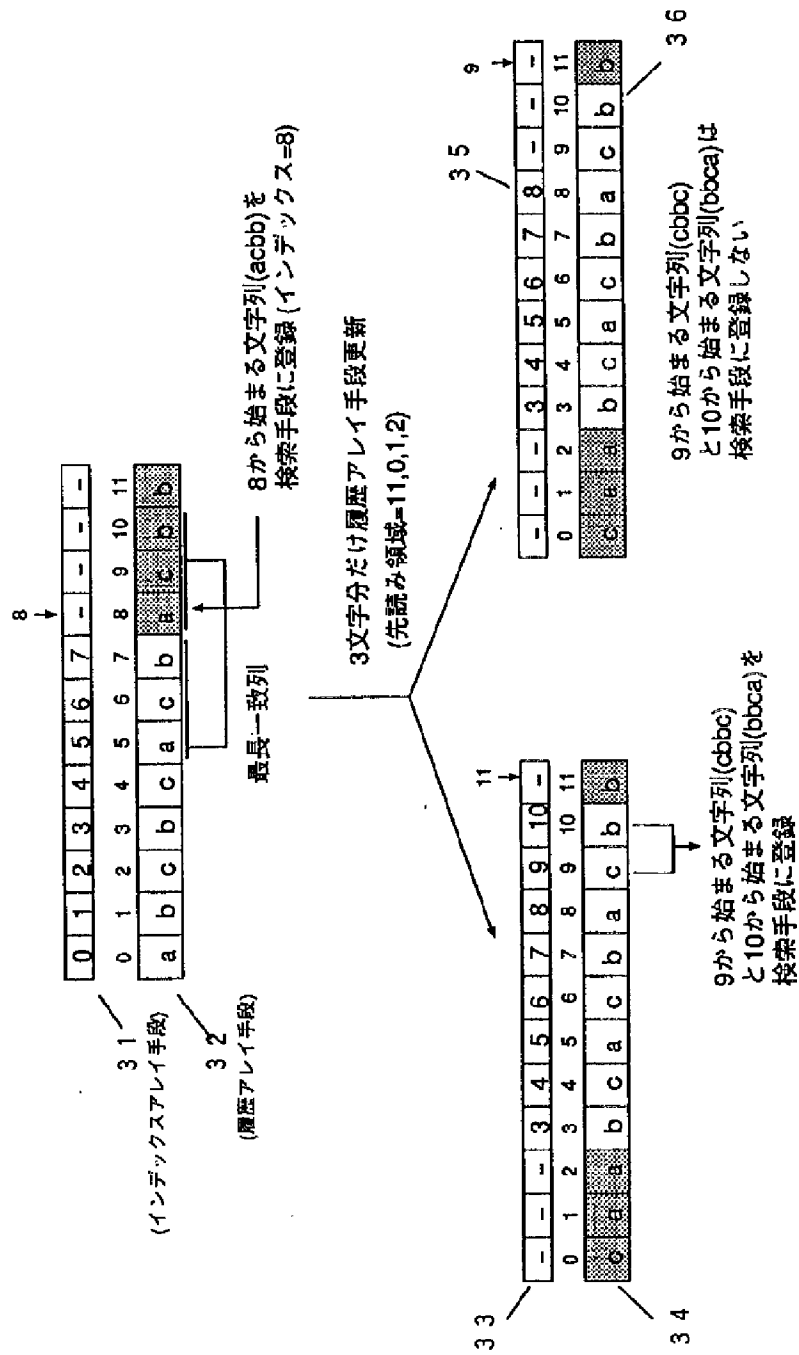 8
↓
0 1 2 3 4 5 6 7 - - - -
0 1 2 3 4 5 6 7 8 9 10 11
a b c b c a c b a c b b
31
(インデックスアレイ手段)
32
(履歴アレイ手段)
最長一致列
8から始まる文字列(acbb)を
検索手段に登録 (インデックス=8)
3文字分だけ履歴アレイ手段更新
(先読み領域=11,0,1,2)
11
↓
33
- - - 3 4 5 6 7 8 9 10 -
0 1 2 3 4 5 6 7 8 9 10 11
c a a b c a c b a c b b
34
9から始まる文字列(cbbc)
と10から始まる文字列(bbca)を
検索手段に登録
9
↓
35
- - - 3 4 5 6 7 8 - - -
0 1 2 3 4 5 6 7 8 9 10 11
c a a b c a c b a c b b
36
9から始まる文字列(cbbc)
と10から始まる文字列(bbca)は
検索手段に登録しない